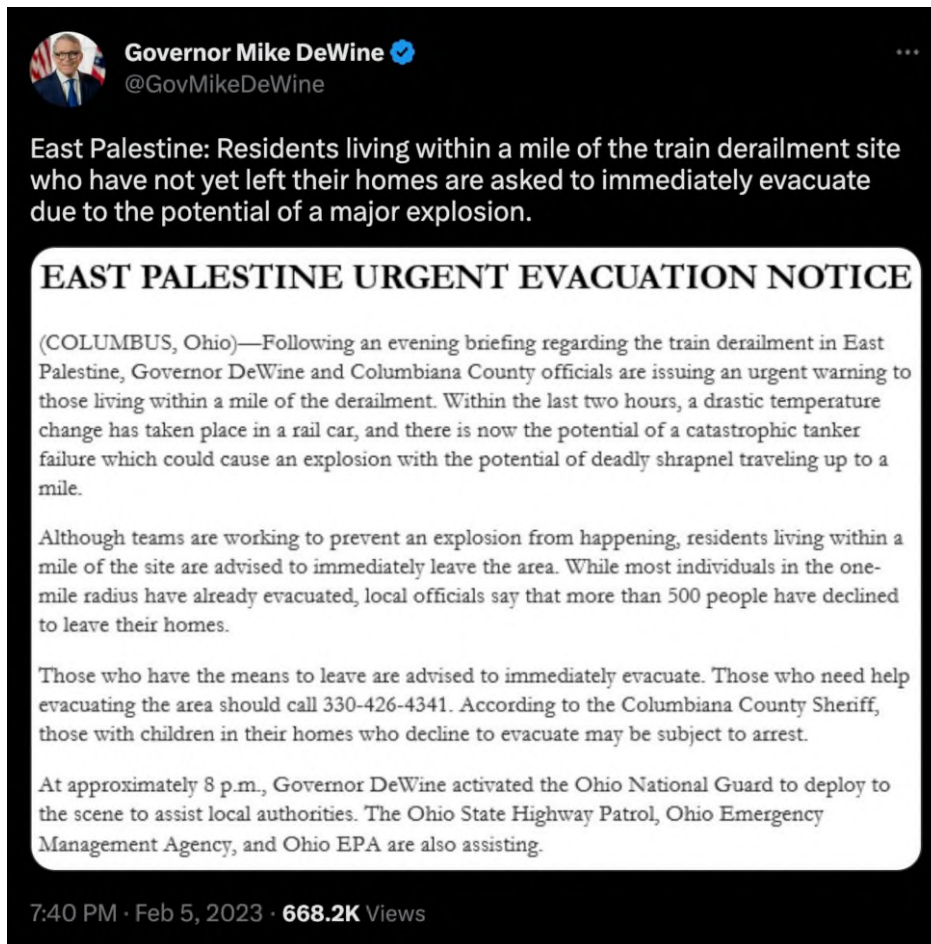 Governor Mike DeWine
@GovMikeDeWine
East Palestine: Residents living within a mile of the train derailment site
who have not yet left their homes are asked to immediately evacuate
due to the potential of a major explosion.
EAST PALESTINE URGENT EVACUATION NOTICE
(COLUMBUS, Ohio)—Following an evening briefing regarding the train derailment in East
Palestine, Governor DeWine and Columbiana County officials are issuing an urgent warning to
those living within a mile of the derailment. Within the last two hours, a drastic temperature
change has taken place in a rail car, and there is now the potential of a catastrophic tanker
failure which could cause an explosion with the potential of deadly shrapnel traveling up to a
mile.
Although teams are working to prevent an explosion from happening, residents living within a
mile of the site are advised to immediately leave the area. While most individuals in the one-
mile radius have already evacuated, local officials say that more than 500 people have declined
to leave their homes.
Those who have the means to leave are advised to immediately evacuate. Those who need help
evacuating the area should call 330-426-4341. According to the Columbiana County Sheriff,
those with children in their homes who decline to evacuate may be subject to arrest.
At approximately 8 p.m., Governor DeWine activated the Ohio National Guard to deploy to
the scene to assist local authorities. The Ohio State Highway Patrol, Ohio Emergency
Management Agency, and Ohio EPA are also assisting.
7:40 PM · Feb 5, 2023 · 668.2K Views